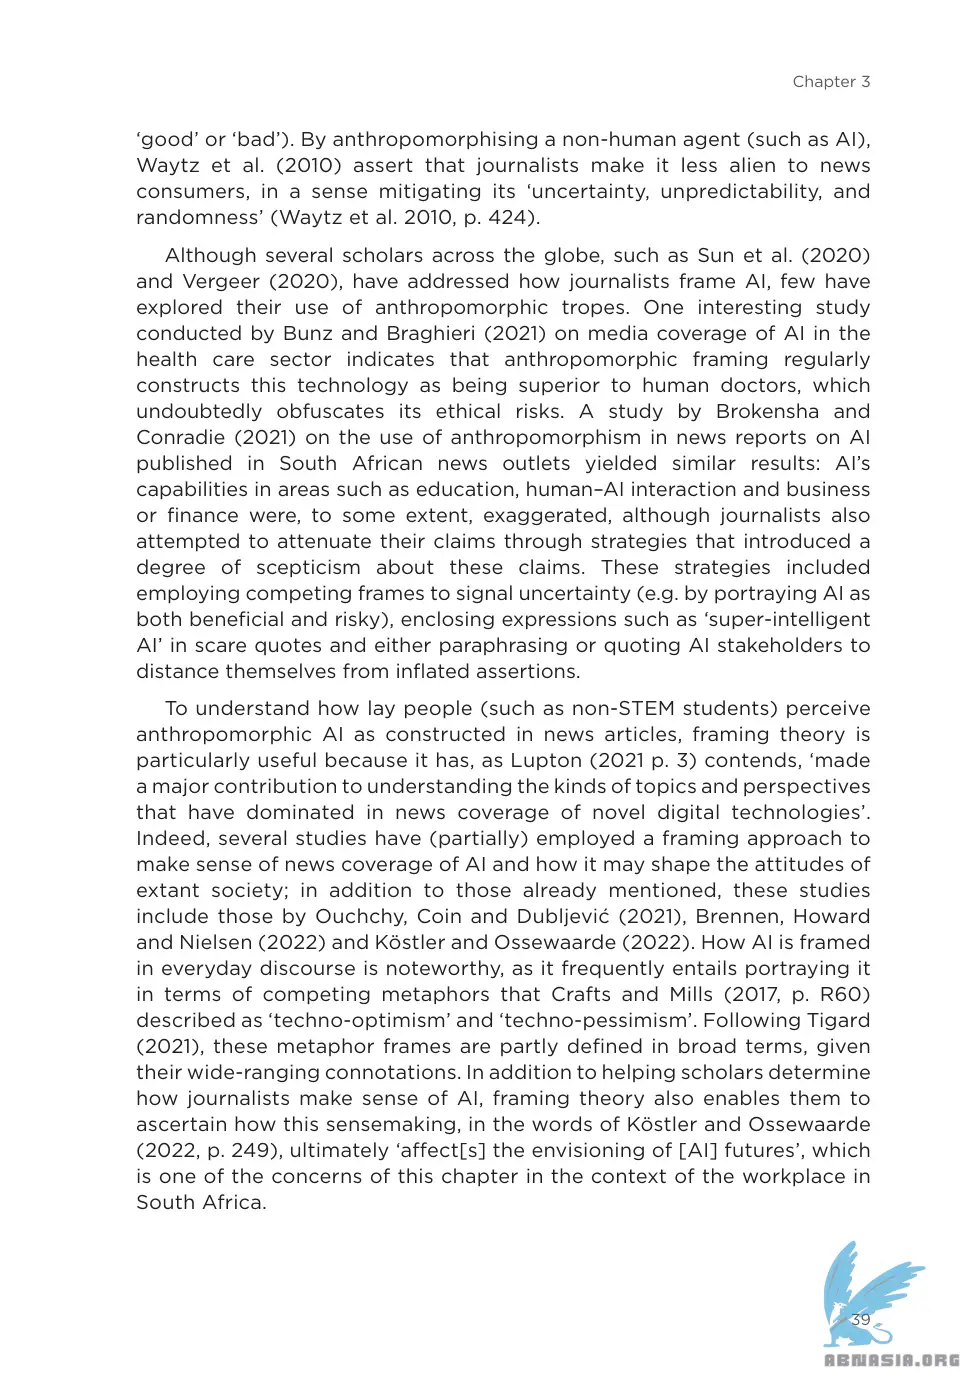 Chapter 3
‘good’ or ‘bad’). By anthropomorphising a non-human agent (such as AI),
Waytz et al. (2010) assert that journalists make it less alien to news
consumers, in a sense mitigating its ‘uncertainty, unpredictability, and
randomness’ (Waytz et al. 2010, p. 424).
Although several scholars across the globe, such as Sun et al. (2020)
and Vergeer (2020), have addressed how journalists frame AI, few have
explored their use of anthropomorphic tropes. One interesting study
conducted by Bunz and Braghieri (2021) on media coverage of AI in the
health care sector indicates that anthropomorphic framing regularly
constructs this technology as being superior to human doctors, which
undoubtedly obfuscates its ethical risks. A study by Brokensha and
Conradie (2021) on the use of anthropomorphism in news reports on AI
published in South African news outlets yielded similar results: AI’s
capabilities in areas such as education, human–AI interaction and business
or finance were, to some extent, exaggerated, although journalists also
attempted to attenuate their claims through strategies that introduced a
degree of scepticism about these claims. These strategies included
employing competing frames to signal uncertainty (e.g. by portraying AI as
both beneficial and risky), enclosing expressions such as ‘super-intelligent
AI’ in scare quotes and either paraphrasing or quoting AI stakeholders to
distance themselves from inflated assertions.
To understand how lay people (such as non-STEM students) perceive
anthropomorphic AI as constructed in news articles, framing theory is
particularly useful because it has, as Lupton (2021 p. 3) contends, ‘made
a major contribution to understanding the kinds of topics and perspectives
that have dominated in news coverage of novel digital technologies’.
Indeed, several studies have (partially) employed a framing approach to
make sense of news coverage of AI and how it may shape the attitudes of
extant society; in addition to those already mentioned, these studies
include those by Ouchchy, Coin and Dubljević (2021), Brennen, Howard
and Nielsen (2022) and Köstler and Ossewaarde (2022). How AI is framed
in everyday discourse is noteworthy, as it frequently entails portraying it
in terms of competing metaphors that Crafts and Mills (2017, p. R60)
described as ‘techno-optimism’ and ‘techno-pessimism’. Following Tigard
(2021), these metaphor frames are partly defined in broad terms, given
their wide-ranging connotations. In addition to helping scholars determine
how journalists make sense of AI, framing theory also enables them to
ascertain how this sensemaking, in the words of Köstler and Ossewaarde
(2022, p. 249), ultimately ‘affect[s] the envisioning of [AI] futures’, which
is one of the concerns of this chapter in the context of the workplace in
South Africa.
39
ABNASIA.ORG